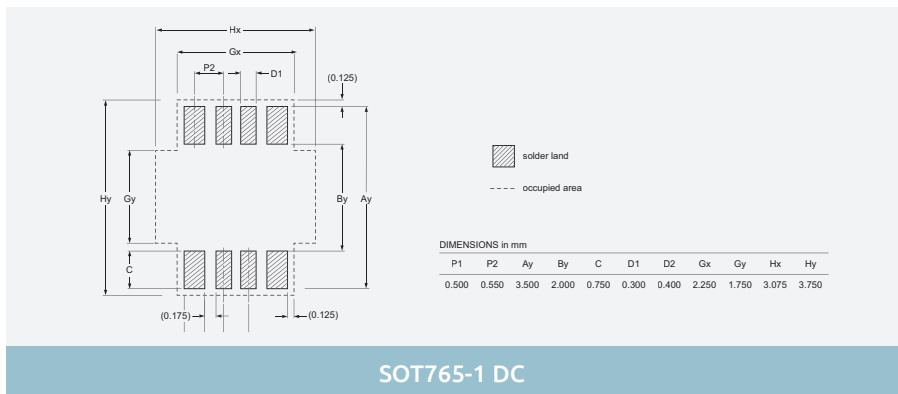 Hx
Gx
P2
D1
(0.125)
Hy
Gy
By
Ay
C
(0.175)
(0.125)
solder land
occupied area
DIMENSIONS in mm
P1 P2 Ay By C D1 D2 Gx Gy Hx Hy
0.500 0.550 3.500 2.000 0.750 0.300 0.400 2.250 1.750 3.075 3.750
SOT765-1 DC